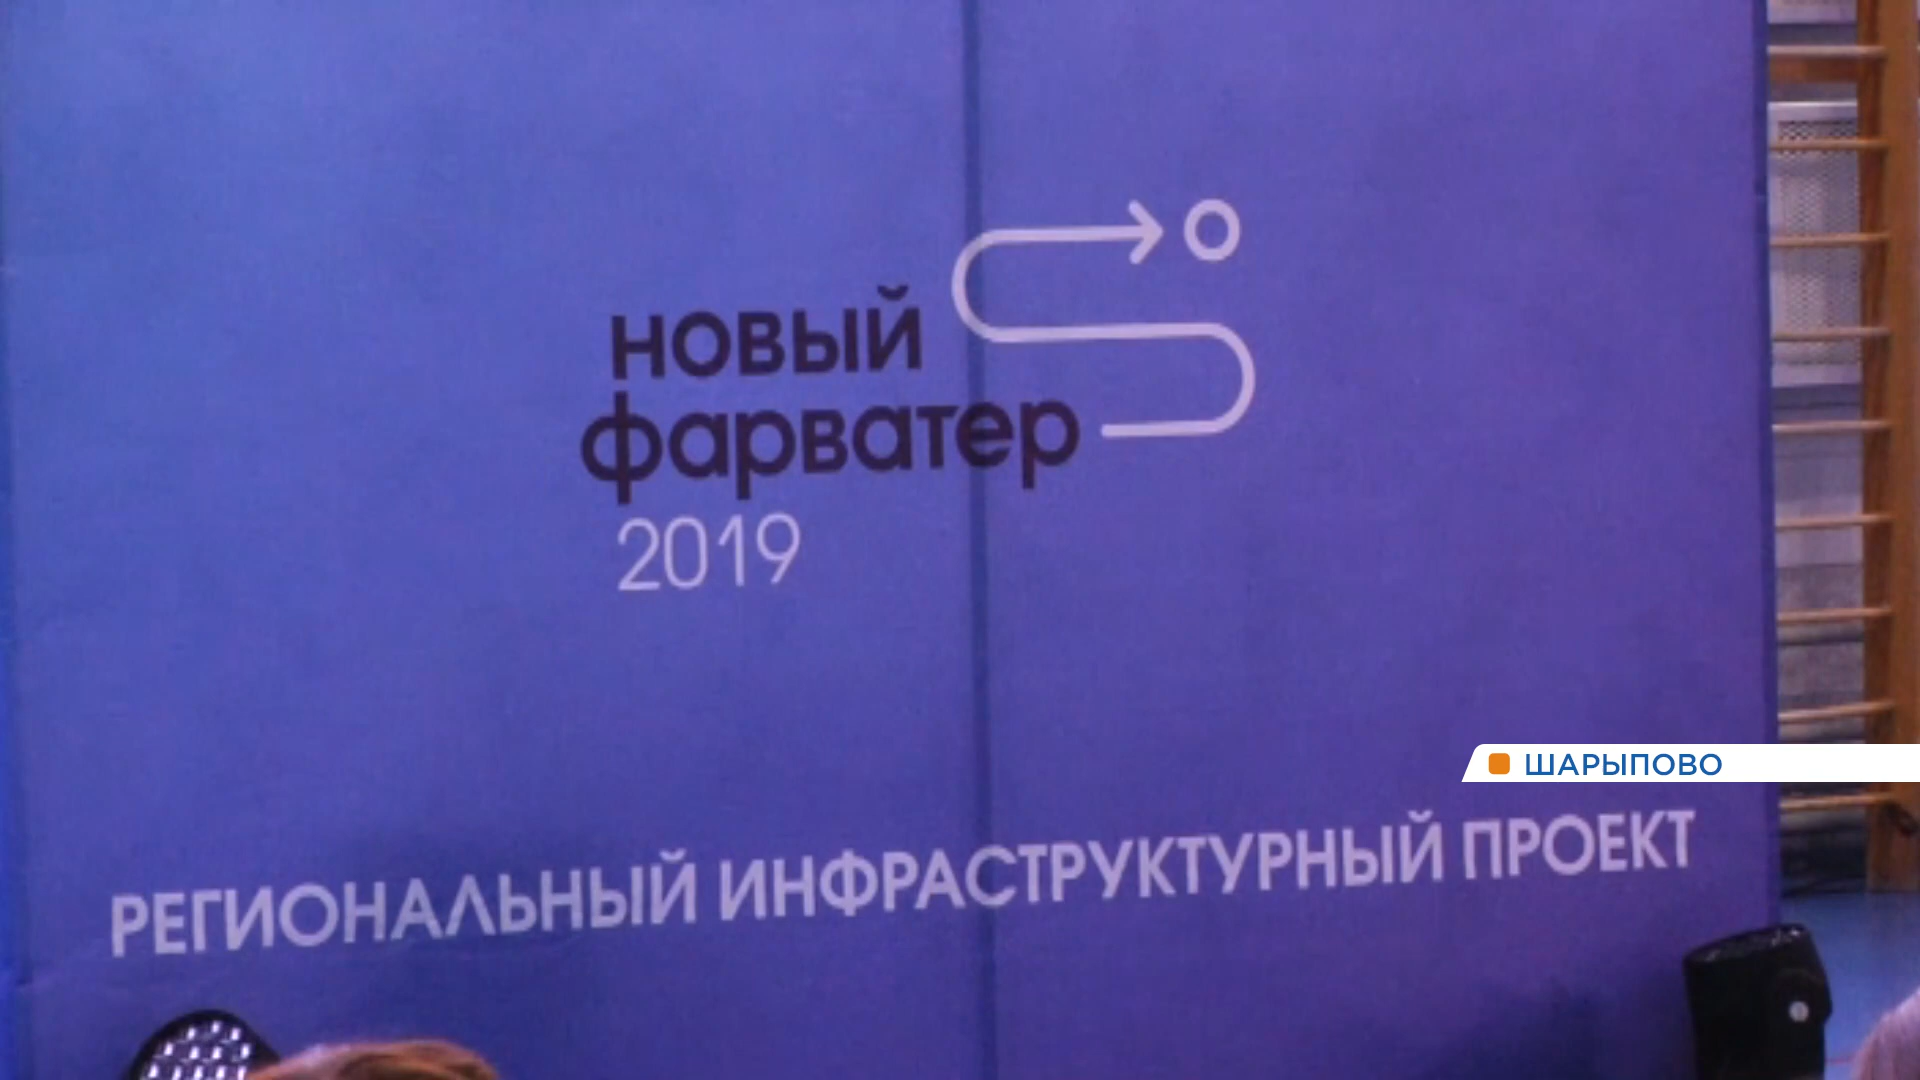 новый
фарватер
2019
ШАРЫПОВО
РЕГИОНАЛЬНЫЙ ИНФРАСТРУКТУРНЫЙ ПРОЕКТ